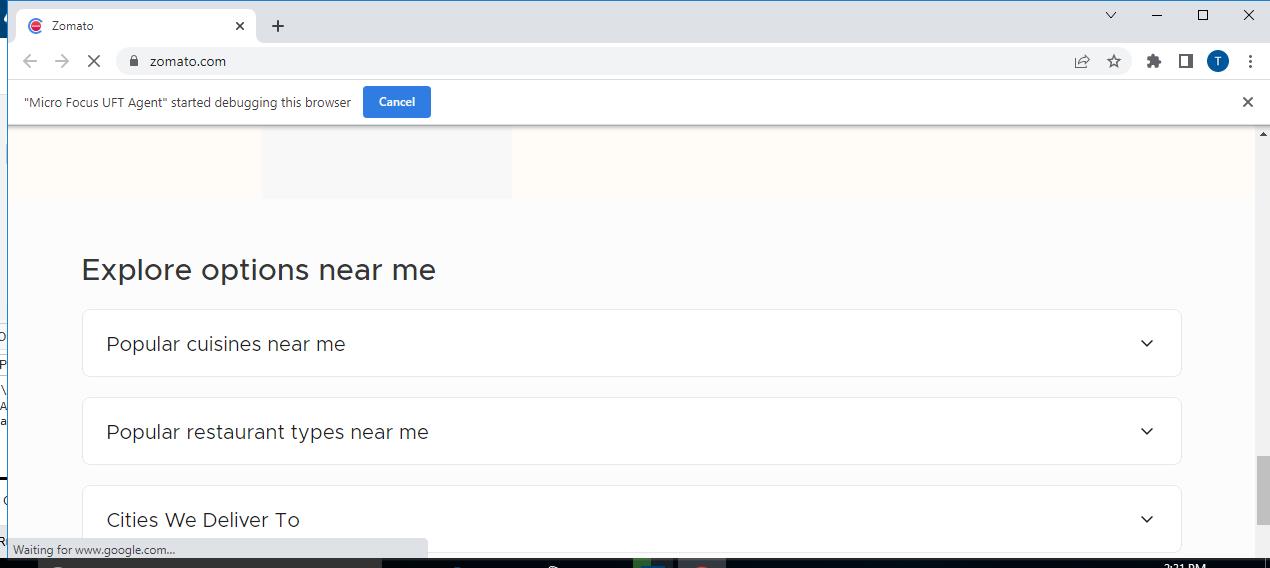 Zomato
zomato.com
T
"Micro Focus UFT Agent" started debugging this browser
Cancel
Explore options near me
Popular cuisines near me
Popular restaurant types near me
Cities We Deliver To
Waiting for www.google.com...